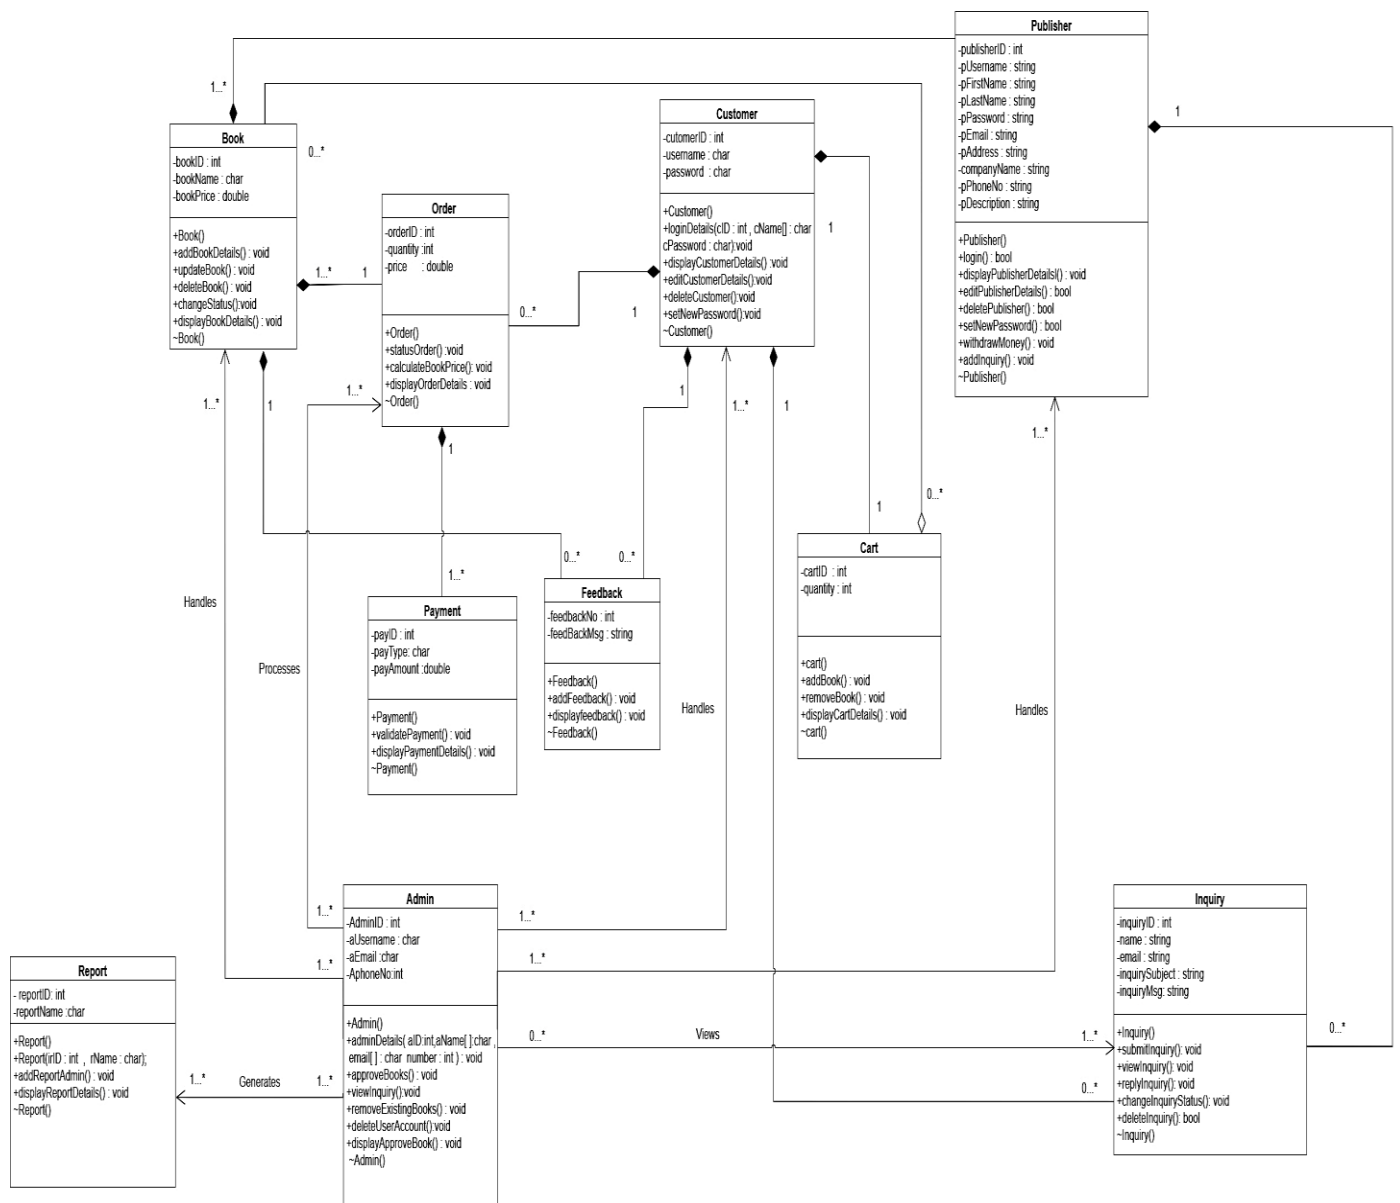 Publisher
-publisherID : int
-pUsername : string
-pFirstName : string
-pLastName : string
-pPassword : string
-pEmail : string
-pAddress : string
-companyName : string
-pPhoneNo : string
-pDescription : string
+Publisher()
+login() : bool
+displayPublisherDetails() : void
+editPublisherDetails() : bool
+deletePublisher() : bool
+setNewPassword() : bool
+withdrawMoney() : void
+addInquiry() : void
~Publisher()
1
1...*
Book
-bookID : int
-bookName : char
-bookPrice : double
+Book()
+addBookDetails() : void
+updateBook() : void
+deleteBook() : void
+changeStatus():void
+displayBookDetails() : void
~Book()
0...*
1...*
1
Order
-orderID : int
-quantity :int
-price : double
+Order()
+statusOrder() :void
+calculateBookPrice(): void
+displayOrderDetails : void
~Order()
0...*
Customer
-cutomerID : int
-username : char
-password : char
+Customer()
+loginDetails(cID : int , cName[] : char
cPassword : char):void
+displayCustomerDetails() :void
+editCustomerDetails():void
+deleteCustomer():void
+setNewPassword():void
~Customer()
1
1
1...*
1
1...*
1
1
1...*
1
1...*
1
0...*
0...*
0...*
1...*
Cart
-cartID : int
-quantity : int
+cart()
+addBook() : void
+removeBook() : void
+displayCartDetails() : void
~cart()
Feedback
-feedbackNo : int
-feedBackMsg : string
+Feedback()
+addFeedback() : void
+displayfeedback() : void
~Feedback()
Payment
-payID : int
-payType: char
-payAmount :double
+Payment()
+validatePayment() : void
+displayPaymentDetails() : void
~Payment()
Handles
Processes
Handles
Handles
1...*
1...*
1...*
1...*
Admin
-AdminID : int
-aUsername : char
-aEmail :char
-AphoneNo:int
+Admin()
+adminDetails( aID:int,aName[ ]:char ,
email[ ] : char number : int ) : void
+approveBooks() : void
+viewInquiry():void
+removeExistingBooks() : void
+deleteUserAccount():void
+displayApproveBook() : void
~Admin()
Report
- reportID: int
-reportName :char
+Report()
+Report(irID : int , rName : char);
+addReportAdmin() : void
+displayReportDetails() : void
~Report()
1...*
Generates
1...*
0...*
Views
1...*
0...*
0...*
Inquiry
-inquiryID : int
-name : string
-email : string
-inquirySubject : string
-inquiryMsg: string
+Inquiry()
+submitInquiry(): void
+viewInquiry(): void
+replyInquiry(): void
+changeInquiryStatus(): void
+deleteInquiry(): bool
~Inquiry()